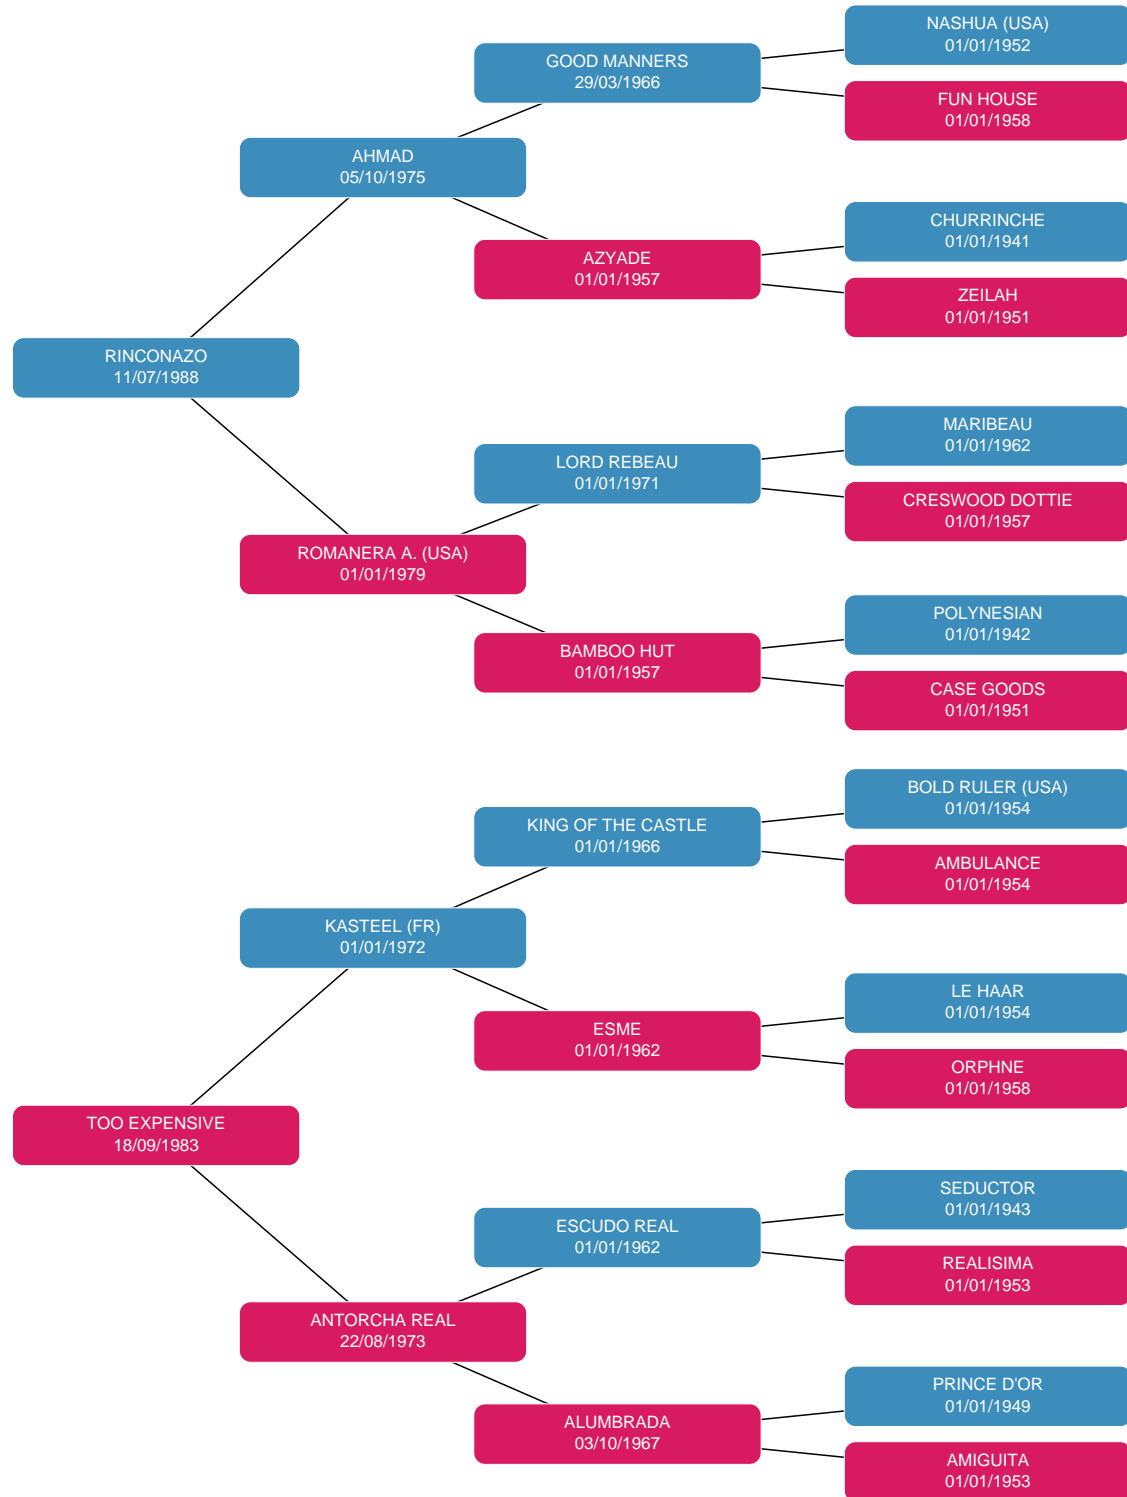 NASHUA (USA)
01/01/1952
GOOD MANNERS
29/03/1966
FUN HOUSE
01/01/1958
AHMAD
05/10/1975
CHURRINCHE
01/01/1941
AZYADE
01/01/1957
ZEILAH
01/01/1951
RINCONAZO
11/07/1988
MARIBEAU
01/01/1962
LORD REBEAU
01/01/1971
CRESWOOD DOTTIE
01/01/1957
ROMANERA A. (USA)
01/01/1979
POLYNESIAN
01/01/1942
BAMBOO HUT
01/01/1957
CASE GOODS
01/01/1951
BOLD RULER (USA)
01/01/1954
KING OF THE CASTLE
01/01/1966
AMBULANCE
01/01/1954
KASTEEL (FR)
01/01/1972
LE HAAR
01/01/1954
ESME
01/01/1962
ORPHNE
01/01/1958
TOO EXPENSIVE
18/09/1983
SEDUCTOR
01/01/1943
ESCUDO REAL
01/01/1962
REALISIMA
01/01/1953
ANTORCHA REAL
22/08/1973
PRINCE D'OR
01/01/1949
ALUMBRADA
03/10/1967
AMIGUITA
01/01/1953